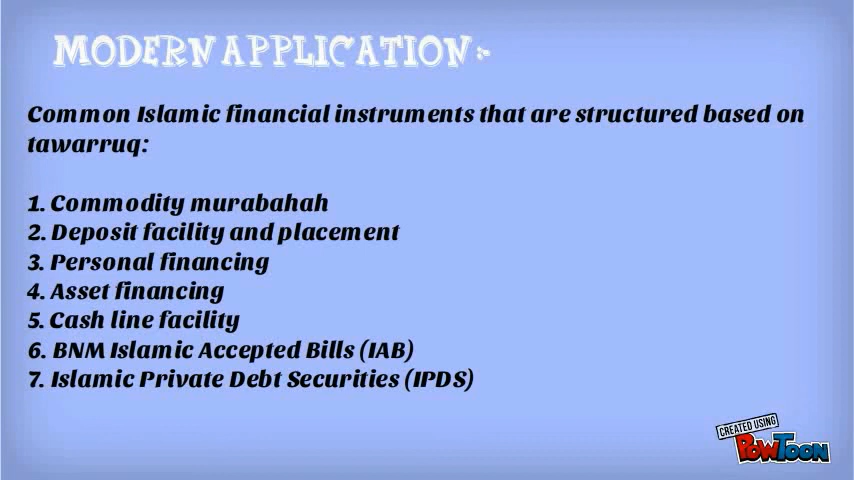 MODERN APPLICATION :-
Common Islamic financial instruments that are structured based on
tawarruq:
1. Commodity murabahah
2. Deposit facility and placement
3. Personal financing
4. Asset financing
5. Cash line facility
6. BNM Islamic Accepted Bills (IAB)
7. Islamic Private Debt Securities (IPDS)
CREATED USING
POWTOON